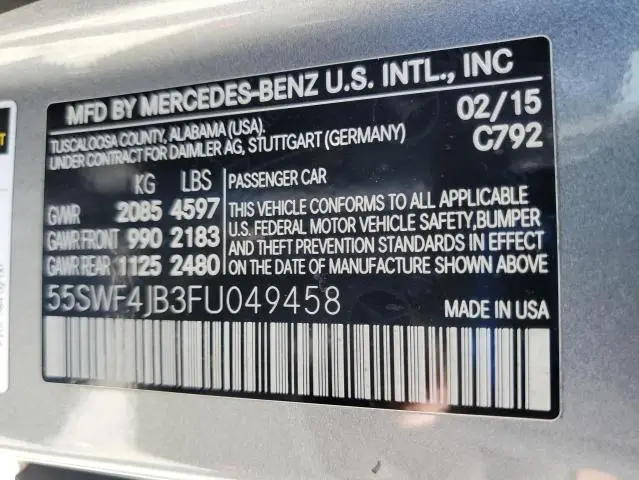 MFD BY MERCEDES-BENZ U.S. INTL., INC
TUSCALOOSA COUNTY, ALABAMA (USA).
UNDER CONTRACT FOR DAIMLER AG, STUTTGART (GERMANY)
02/15
C792
KG LBS
GVWR 2085 4597
GAWR FRONT 990 2183
GAWR REAR 1125 2480
PASSENGER CAR
THIS VEHICLE CONFORMS TO ALL APPLICABLE
U.S. FEDERAL MOTOR VEHICLE SAFETY, BUMPER
AND THEFT PREVENTION STANDARDS IN EFFECT
ON THE DATE OF MANUFACTURE SHOWN ABOVE
55SWF4JB3FU049458
MADE IN USA